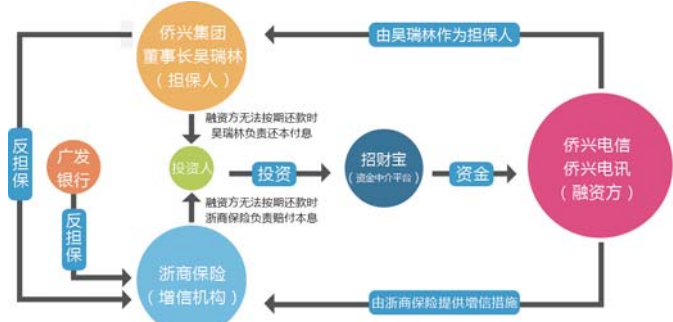 侨兴集团
董事长吴瑞林
（担保人）
由吴瑞林作为担保人
融资方无法按期还款时
吴瑞林负责还本付息
反担保
广发
银行
投资人
投资
招财宝
（资金中介平台）
资金
侨兴电信
侨兴电讯
（融资方）
融资方无法按期还款时
浙商保险负责赔付本息
反担保
浙商保险
（增信机构）
由浙商保险提供增信措施